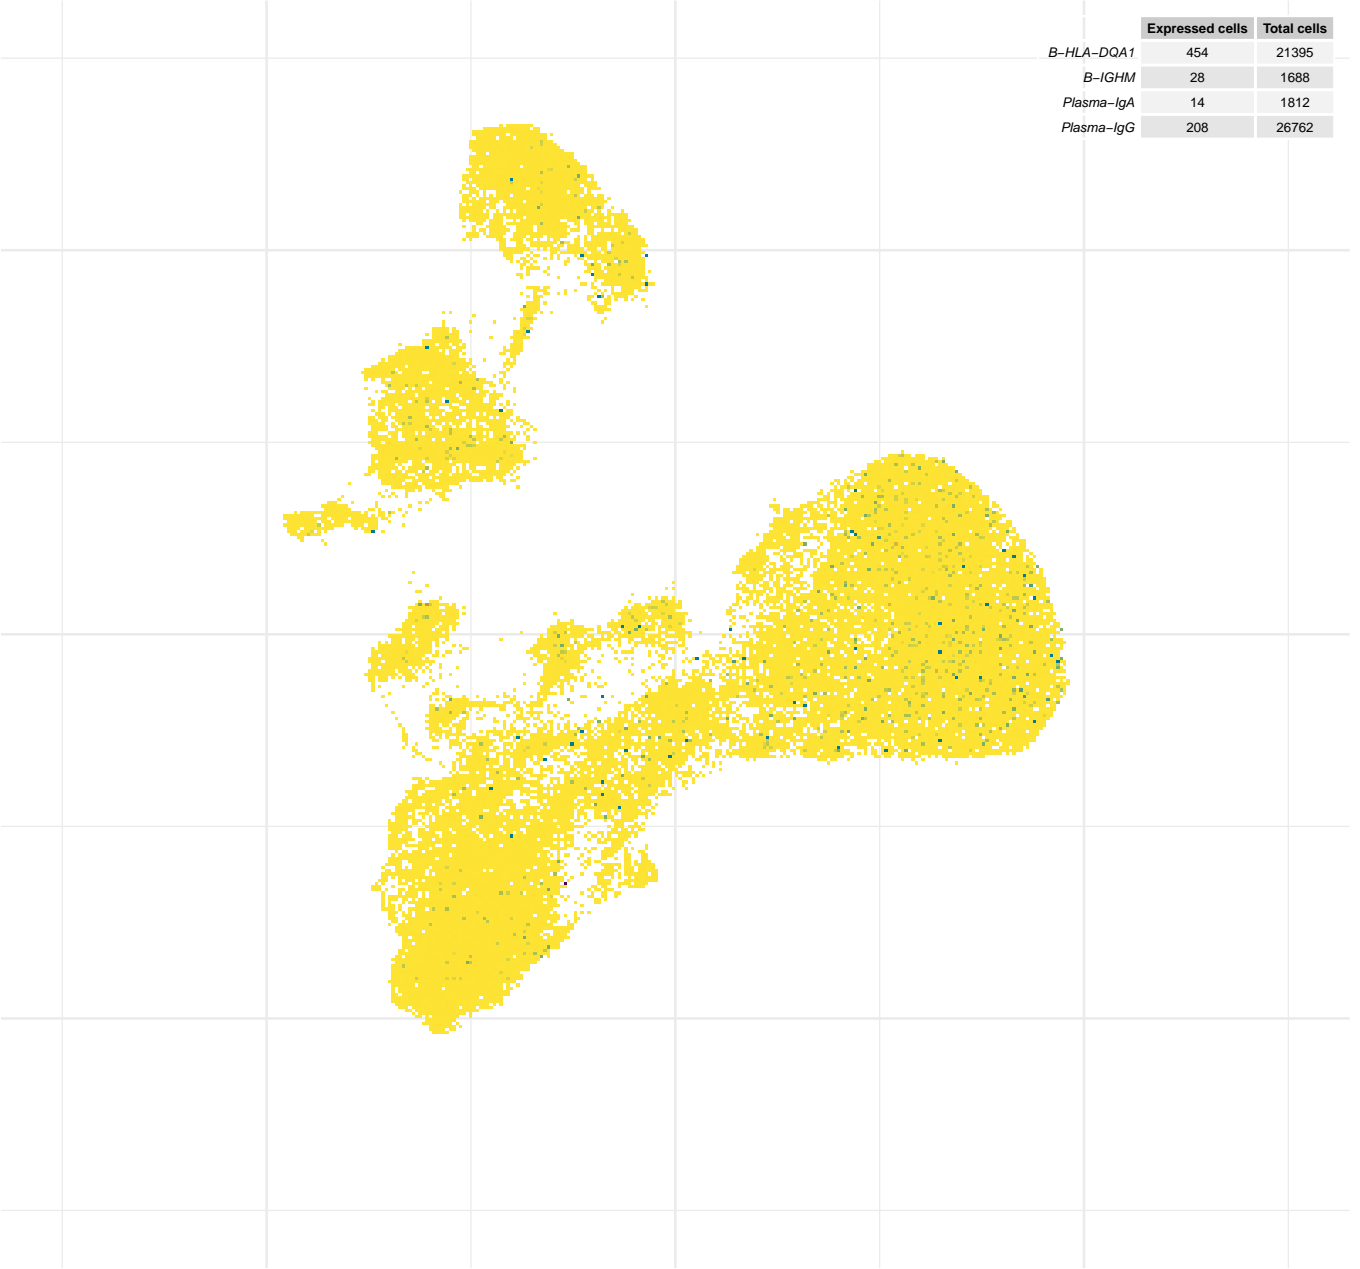 Expressed cells Total cells
B−HLA−DQA1 454 21395
B−IGHM 28 1688
Plasma−IgA 14 1812
Plasma−IgG 208 26762